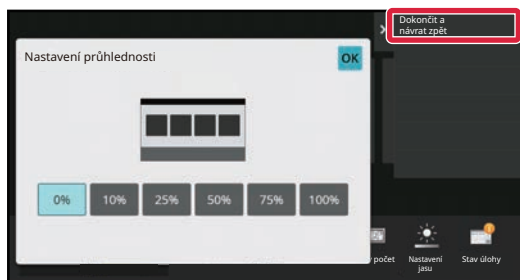 Dokončit a
návrat zpět
Nastavení průhlednosti
OK
0%
10%
25%
50%
75%
100%
počet
Nastavení
jasu
Stav úlohy